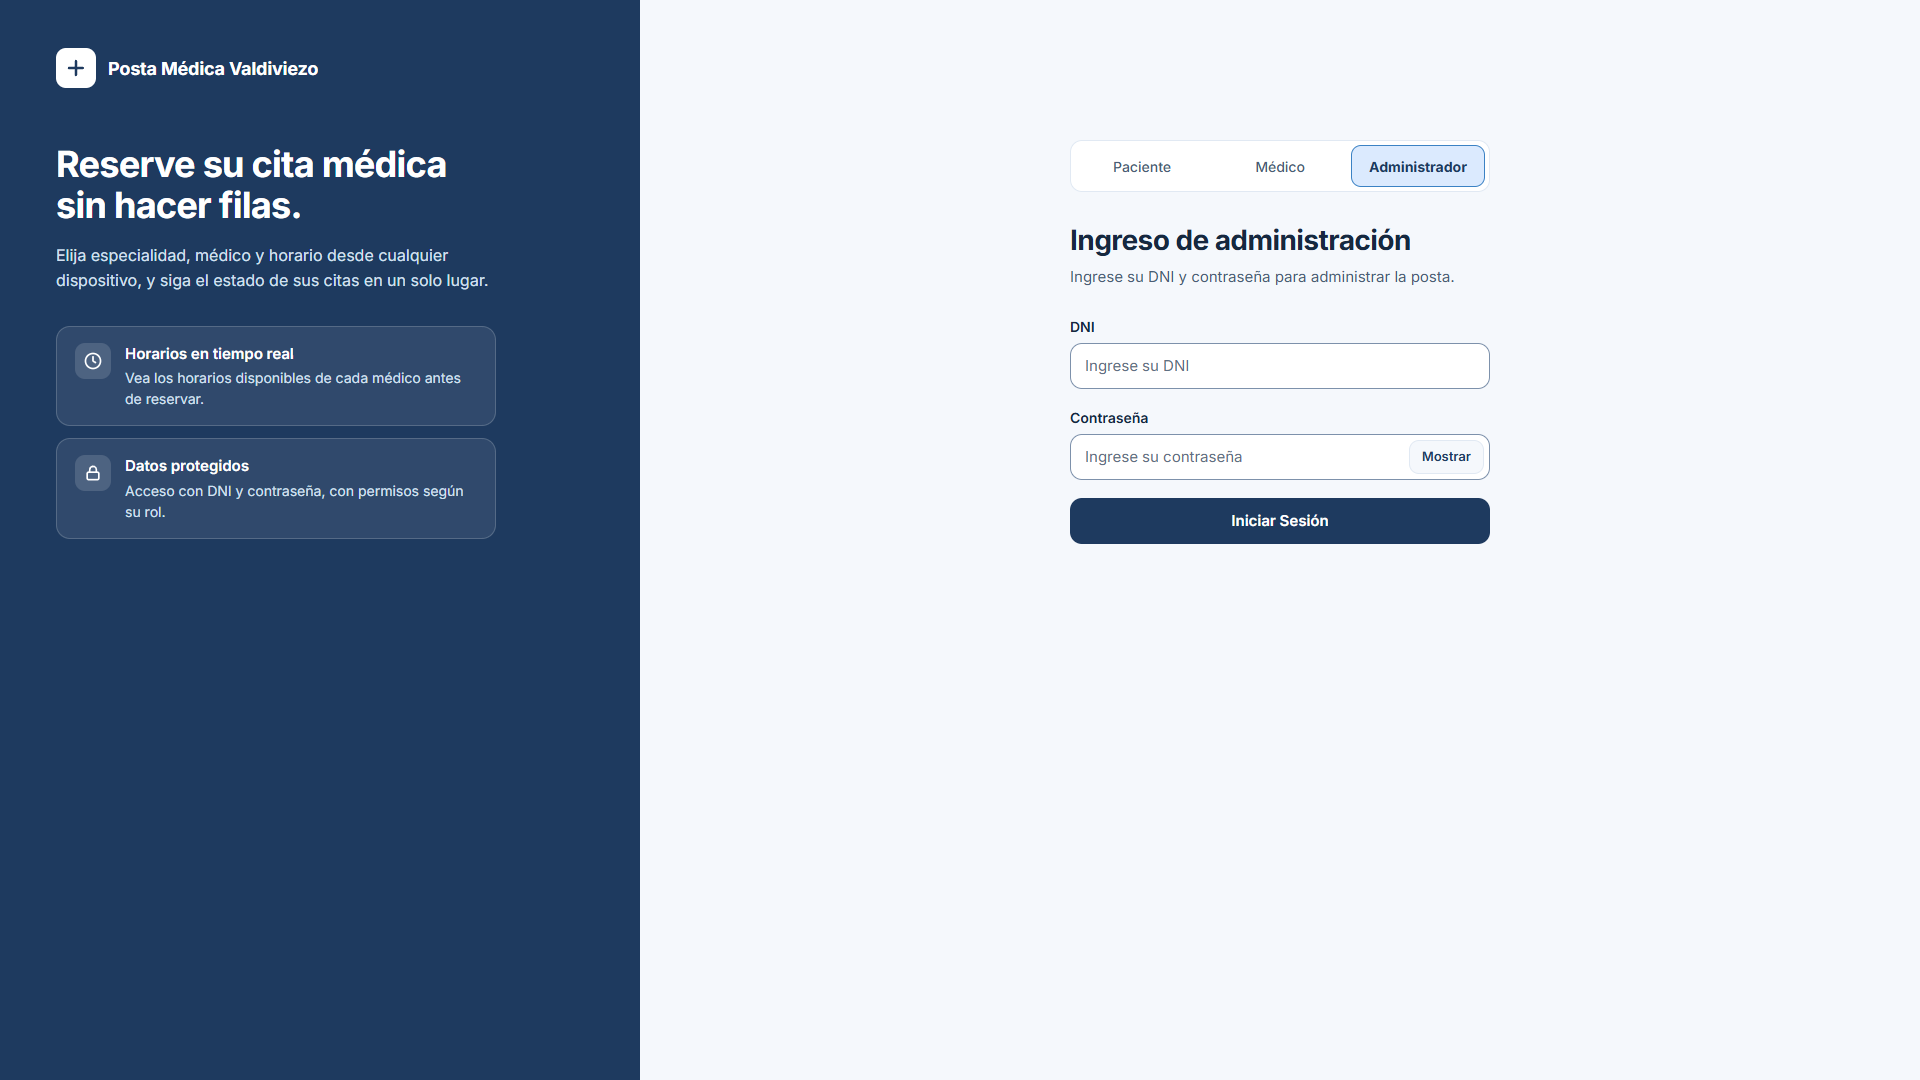 Posta Médica Valdiviezo
Reserve su cita médica
sin hacer filas.
Elija especialidad, médico y horario desde cualquier
dispositivo, y siga el estado de sus citas en un solo lugar.
Horarios en tiempo real
Vea los horarios disponibles de cada médico antes
de reservar.
Datos protegidos
Acceso con DNI y contraseña, con permisos según
su rol.
Paciente
Médico
Administrador
Ingreso de administración
Ingrese su DNI y contraseña para administrar la posta.
DNI
Ingrese su DNI
Contraseña
Ingrese su contraseña
Mostrar
Iniciar Sesión